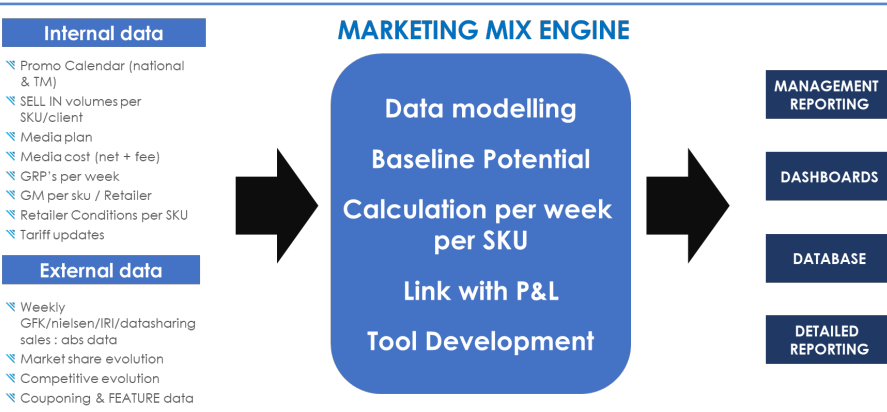 Internal data
Promo Calendar (national
& TM)
SELL IN volumes per
SKU/client
Media plan
Media cost (net + fee)
GRP's per week
GM per sku / Retailer
Retailer Conditions per SKU
Tariff updates
External data
Weekly
GFK/nielsen/IRI/datasharing
sales : abs data
Market share evolution
Competitive evolution
Couponing & FEATURE data
MARKETING MIX ENGINE
Data modelling
Baseline Potential
Calculation per week
per SKU
Link with P&L
Tool Development
MANAGEMENT
REPORTING
DASHBOARDS
DATABASE
DETAILED
REPORTING